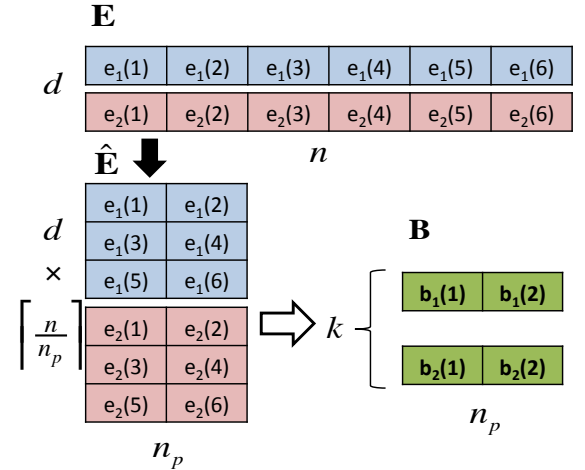 E
d
e₁(1) e₁(2) e₁(3) e₁(4) e₁(5) e₁(6)
e₂(1) e₂(2) e₂(3) e₂(4) e₂(5) e₂(6)
n
Ê
d
×
⌈n/nₚ⌉
e₁(1) e₁(2)
e₁(3) e₁(4)
e₁(5) e₁(6)
e₂(1) e₂(2)
e₂(3) e₂(4)
e₂(5) e₂(6)
nₚ
B
k
b₁(1) b₁(2)
b₂(1) b₂(2)
nₚ